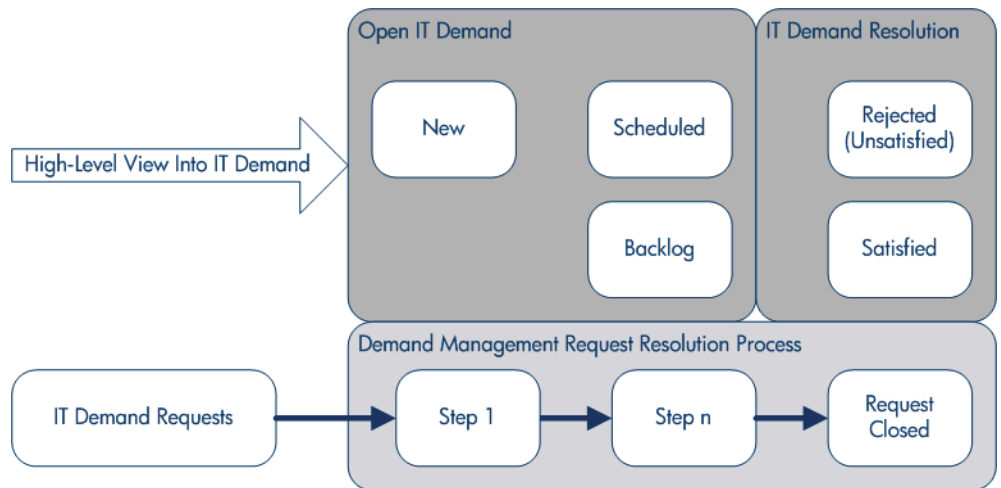 Open IT Demand
IT Demand Resolution
New
Scheduled
Rejected
(Unsatisfied)
High-Level View Into IT Demand
Backlog
Satisfied
Demand Management Request Resolution Process
IT Demand Requests
Step 1
Step n
Request
Closed